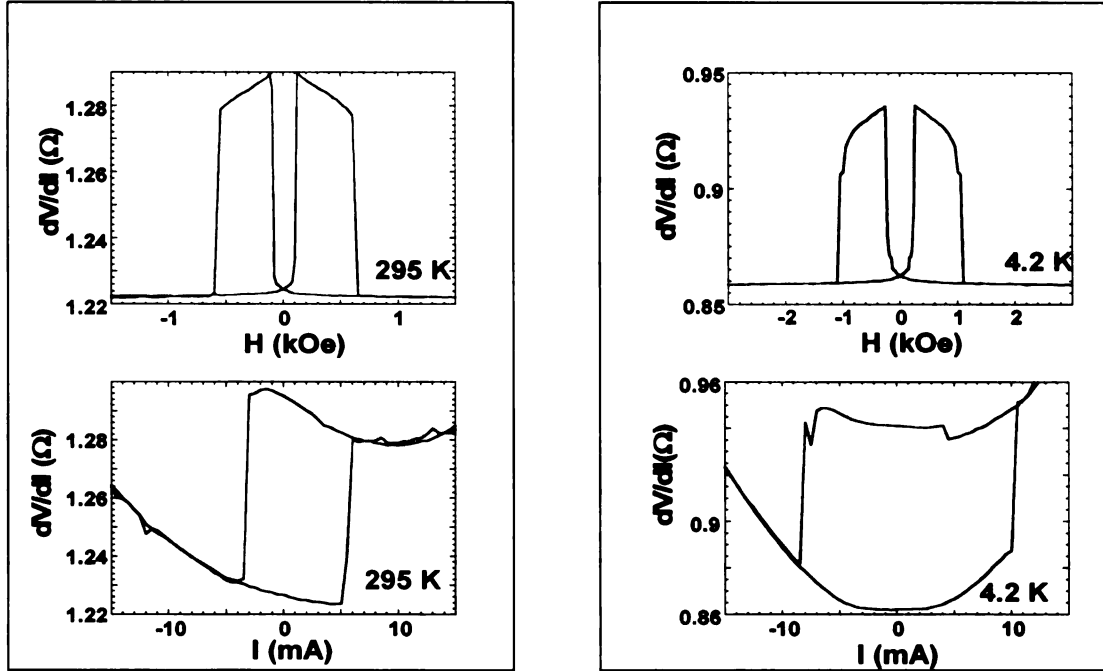 1.28
1.26
1.24
1.22
dV/dI (Ω)
295 K
-1 0 1
H (kOe)
0.95
0.9
0.85
dV/dI (Ω)
4.2 K
-2 -1 0 1 2
H (kOe)
1.28
1.26
1.24
1.22
dV/dI (Ω)
295 K
-10 0 10
I (mA)
0.96
0.9
0.86
dV/dI(Ω)
4.2 K
-10 0 10
I (mA)